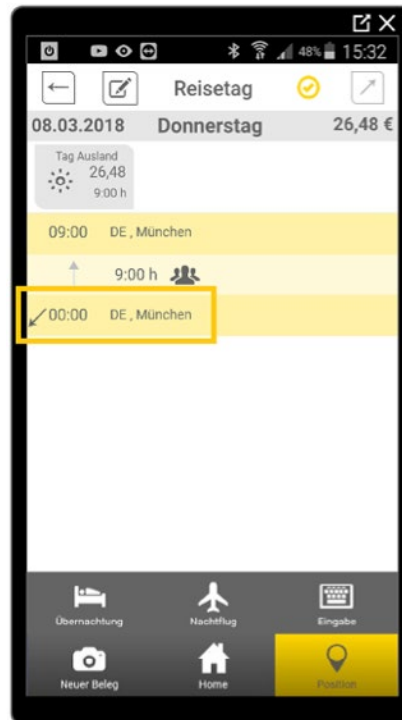 48% 15:32
Reisetag
08.03.2018 Donnerstag 26,48 €
Tag Ausland
26,48
9:00 h
09:00 DE , München
9:00 h
00:00 DE , München
Übernachtung Nachtflug Eingabe
Neuer Beleg Home Position